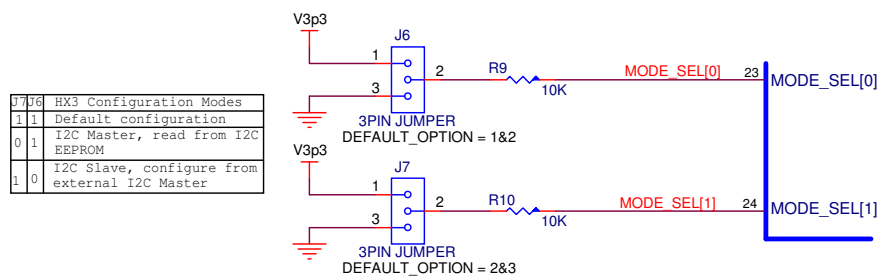 J7 J6 HX3 Configuration Modes
1 1 Default configuration
0 1 I2C Master, read from I2C
EEPROM
1 0 I2C Slave, configure from
external I2C Master
V3p3
J6
1
2
3
R9
10K
MODE_SEL[0]
23
MODE_SEL[0]
3PIN JUMPER
DEFAULT_OPTION = 1&2
V3p3
J7
1
2
3
R10
10K
MODE_SEL[1]
24
MODE_SEL[1]
3PIN JUMPER
DEFAULT_OPTION = 2&3